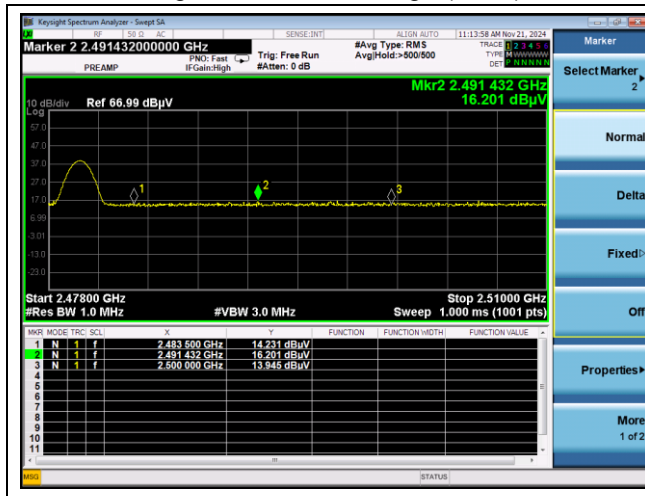 Keysight Spectrum Analyzer - Swept SA
RF 50 Ω AC SENSE:INT ALIGN AUTO 11:13:58 AM Nov 21, 2024
Marker 2 2.491432000000 GHz #Avg Type: RMS TRACE 1 2 3 4 5 6
PNO: Fast Trig: Free Run Avg|Hold:>500/500 TYPE M WWWWW
PREAMP IFGain:High #Atten: 0 dB DET P N N N N N
Mkr2 2.491 432 GHz
10 dB/div Ref 66.99 dBµV 16.201 dBµV
Log
57.0
47.0
37.0
27.0
17.0
6.99
-3.01
-13.0
-23.0
1
2
3
Start 2.47800 GHz Stop 2.51000 GHz
#Res BW 1.0 MHz #VBW 3.0 MHz Sweep 1.000 ms (1001 pts)
MKR MODE TRC SCL X Y FUNCTION FUNCTION WIDTH FUNCTION VALUE
1 N 1 f 2.483 500 GHz 14.231 dBuV
2 N 1 f 2.491 432 GHz 16.201 dBuV
3 N 1 f 2.500 000 GHz 13.945 dBuV
4
5
6
7
8
9
10
11
MSG STATUS
Marker
Select Marker
2
Normal
Delta
Fixed
Off
Properties
More
1 of 2